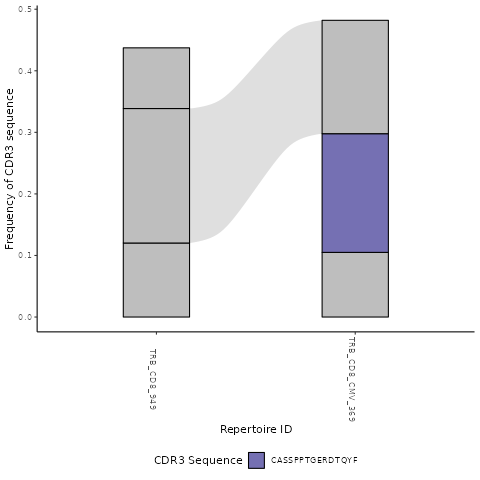 Frequency of CDR3 sequence
0.5
0.4
0.3
0.2
0.1
0.0
TRB_CD8_949
TRB_CD8_CMV_369
Repertoire ID
CDR3 Sequence
CASSPPTGERDTQYF